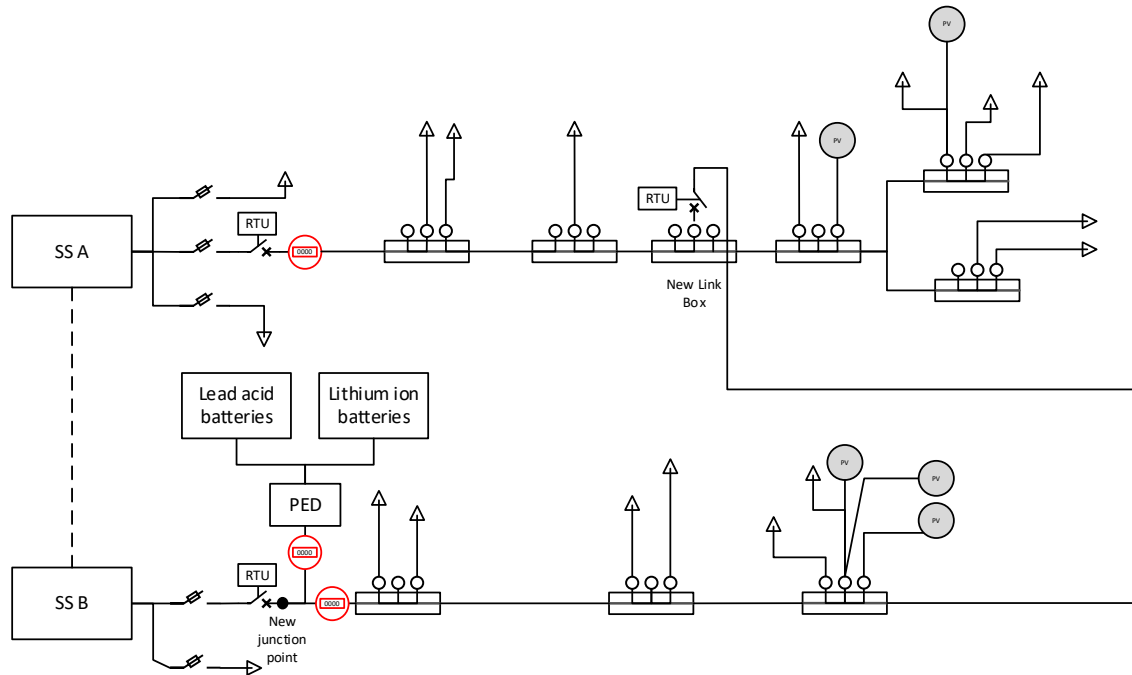 PV
PV
RTU
RTU
SS A
0000
New Link
Box
Lead acid
batteries
Lithium ion
batteries
PV
PV
PED
PV
0000
RTU
SS B
0000
New
junction
point